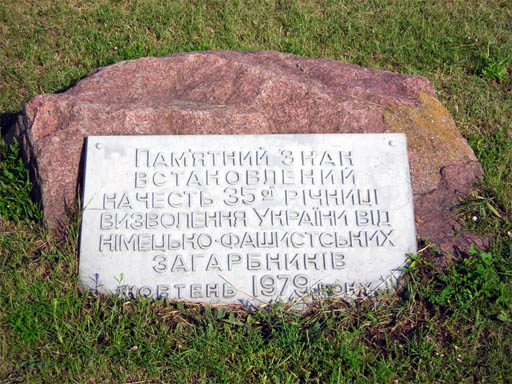 Пам'ятний знак
встановлений
на честь 35ої річниці
визволення України від
німецько-фашистських
загарбників
жовтень 1979 року